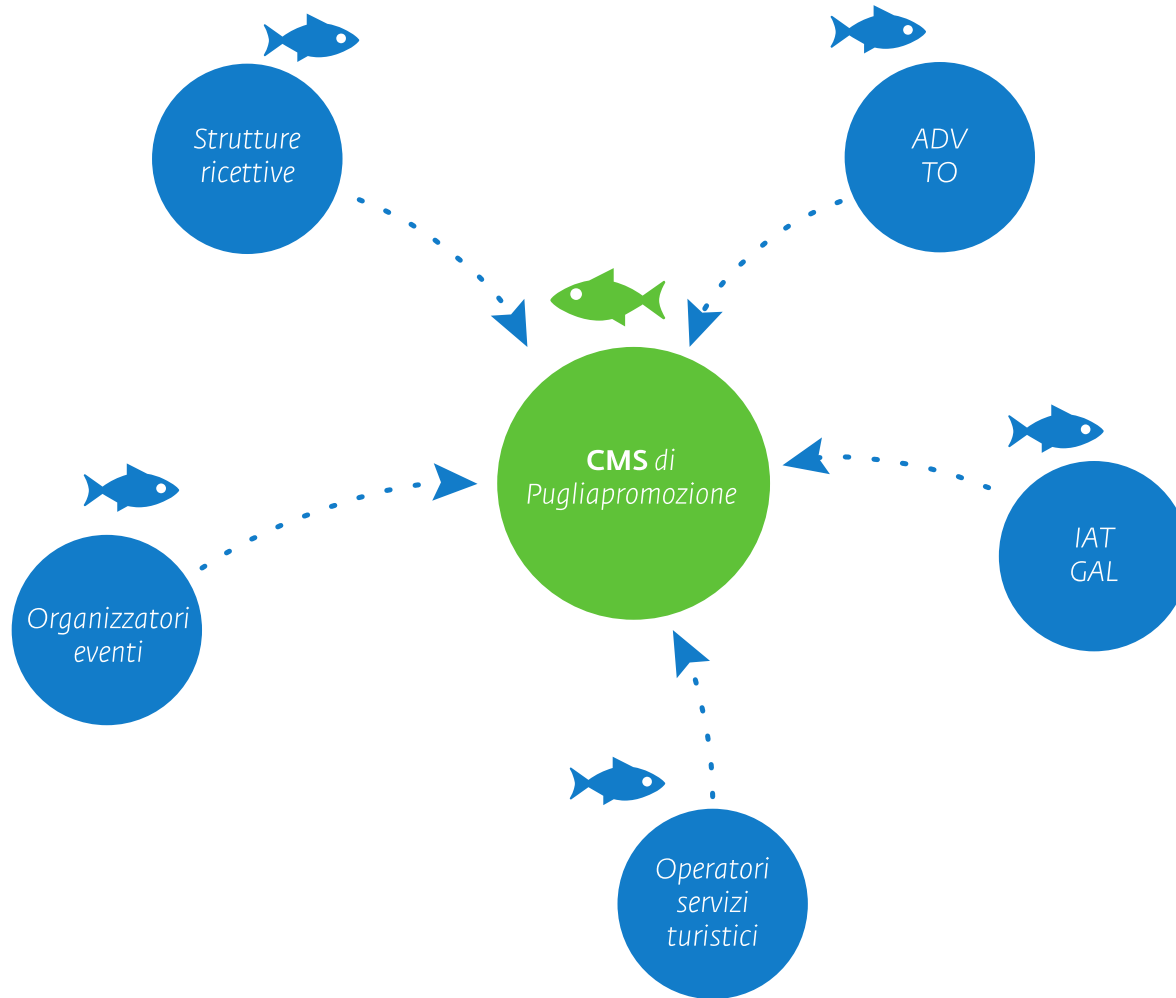 Strutture
ricettive
ADV
TO
CMS di
Pugliapromozione
IAT
GAL
Organizzatori
eventi
Operatori
servizi
turistici